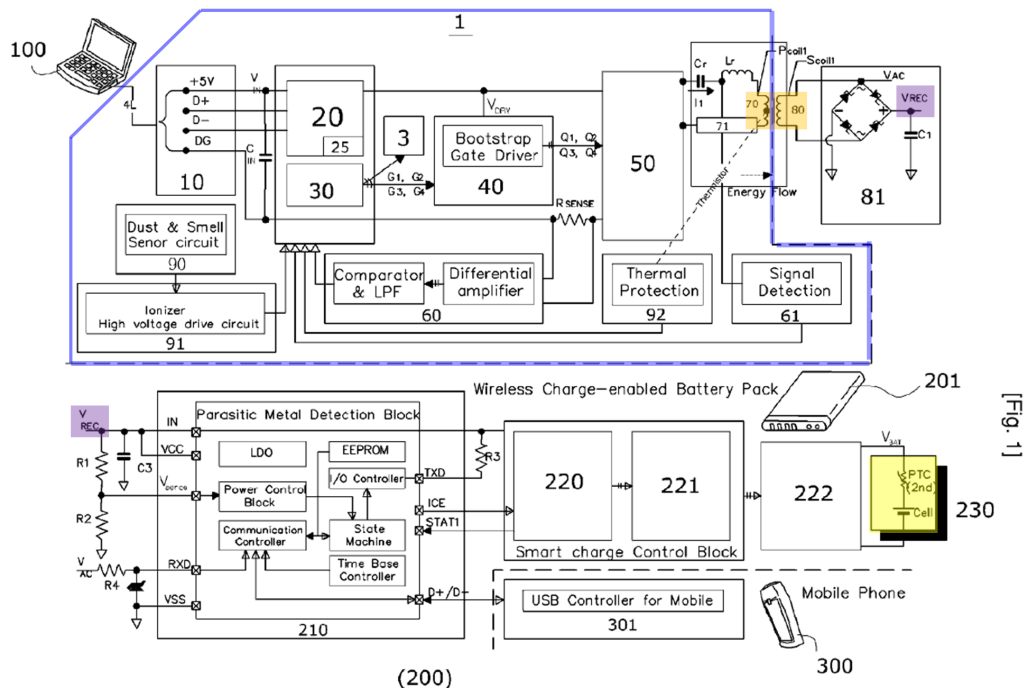 1
100
4L
+5V
D+
D-
DG
10
V IN
C IN
20
25
30
3
G1, G2
G3, G4
V DRV
Bootstrap
Gate Driver
40
Q1, Q2
Q3, Q4
R SENSE
50
Cr
Lr
I1
71
70
80
Pcoil1
Scoil1
Thermistor
Energy Flow
VAC
VREC
C1
81
Dust & Smell
Senor circuit
90
Ionizer
High voltage drive circuit
91
Comparator
& LPF
Differential
amplifier
60
Thermal
Protection
92
Signal
Detection
61
Wireless Charge-enabled Battery Pack
201
[Fig. 1]
V REC
IN
VCC
R1
C3
R2
V AC
R4
RXD
VSS
Parasitic Metal Detection Block
LDO
EEPROM
I/O Controller
Power Control
Block
Communication
Controller
State
Machine
Time Base
Controller
210
TXD
ICE
STAT1
D+/D-
R3
220
221
Smart charge Control Block
222
PTC
(2nd)
Cell
230
USB Controller for Mobile
301
Mobile Phone
300
(200)